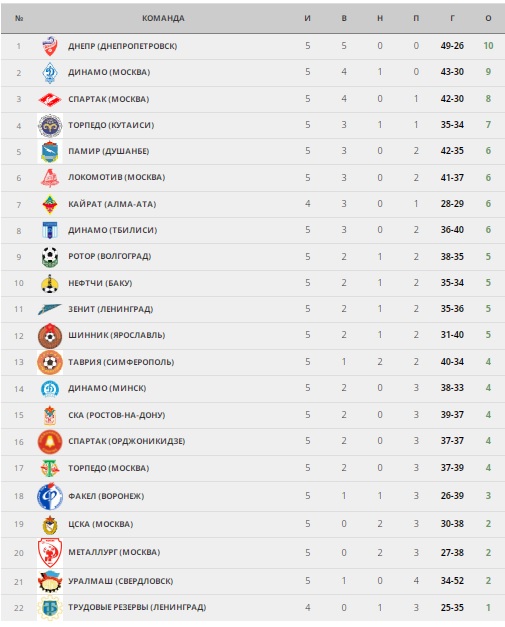 № КОМАНДА И В Н П Г О
1 ДНЕПР (ДНЕПРОПЕТРОВСК) 5 5 0 0 49-26 10
2 ДИНАМО (МОСКВА) 5 4 1 0 43-30 9
3 СПАРТАК (МОСКВА) 5 4 0 1 42-30 8
4 ТОРПЕДО (КУТАИСИ) 5 3 1 1 35-34 7
5 ПАМИР (ДУШАНБЕ) 5 3 0 2 42-35 6
6 ЛОКОМОТИВ (МОСКВА) 5 3 0 2 41-37 6
7 КАЙРАТ (АЛМА-АТА) 4 3 0 1 28-29 6
8 ДИНАМО (ТБИЛИСИ) 5 3 0 2 36-40 6
9 РОТОР (ВОЛГОГРАД) 5 2 1 2 38-35 5
10 НЕФТЧИ (БАКУ) 5 2 1 2 35-34 5
11 ЗЕНИТ (ЛЕНИНГРАД) 5 2 1 2 35-36 5
12 ШИННИК (ЯРОСЛАВЛЬ) 5 2 1 2 31-40 5
13 ТАВРИЯ (СИМФЕРОПОЛЬ) 5 1 2 2 40-34 4
14 ДИНАМО (МИНСК) 5 2 0 3 38-33 4
15 СКА (РОСТОВ-НА-ДОНУ) 5 2 0 3 39-37 4
16 СПАРТАК (ОРДЖОНИКИДЗЕ) 5 2 0 3 37-37 4
17 ТОРПЕДО (МОСКВА) 5 2 0 3 37-39 4
18 ФАКЕЛ (ВОРОНЕЖ) 5 1 1 3 26-39 3
19 ЦСКА (МОСКВА) 5 0 2 3 30-38 2
20 МЕТАЛЛУРГ (МОСКВА) 5 0 2 3 27-38 2
21 УРАЛМАШ (СВЕРДЛОВСК) 5 1 0 4 34-52 2
22 ТРУДОВЫЕ РЕЗЕРВЫ (ЛЕНИНГРАД) 4 0 1 3 25-35 1